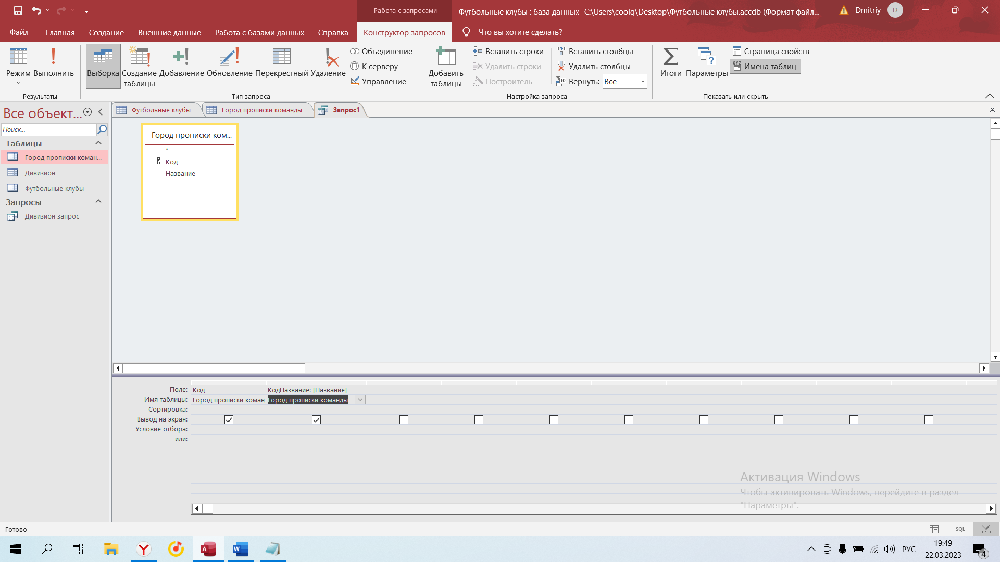 Работа с запросами
Футбольные клубы : база данных- C:\Users\coolq\Desktop\Футбольные клубы.accdb (Формат файл...
Dmitriy
D
Файл
Главная
Создание
Внешние данные
Работа с базами данных
Справка
Конструктор запросов
Что вы хотите сделать?
Режим
Выполнить
Выборка
Создание таблицы
Добавление
Обновление
Перекрестный
Удаление
Объединение
К серверу
Управление
Добавить таблицы
Вставить строки
Удалить строки
Построитель
Вставить столбцы
Удалить столбцы
Вернуть: Все
Итоги
Параметры
Страница свойств
Имена таблиц
Результаты
Тип запроса
Настройка запроса
Показать или скрыть
Все объект...
Поиск...
Таблицы
Город прописки коман...
Дивизион
Футбольные клубы
Запросы
Дивизион запрос
Футбольные клубы
Город прописки команды
Запрос1
Город прописки ком...
*
Код
Название
Поле: Код КодНазвание: [Название]
Имя таблицы: Город прописки команд Город прописки команды
Сортировка:
Вывод на экран:
Условие отбора:
или:
Активация Windows
Чтобы активировать Windows, перейдите в раздел
"Параметры".
Готово
SQL
РУС
19:49
22.03.2023
4